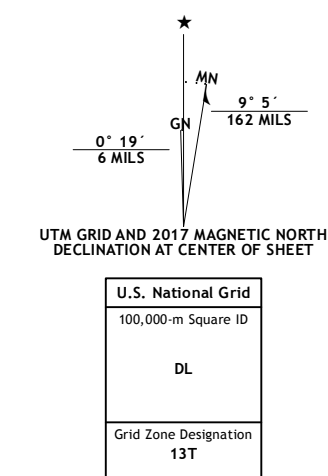 MN
9° 5´
162 MILS
GN
0° 19´
6 MILS
UTM GRID AND 2017 MAGNETIC NORTH
DECLINATION AT CENTER OF SHEET
U.S. National Grid
100,000-m Square ID
DL
Grid Zone Designation
13T